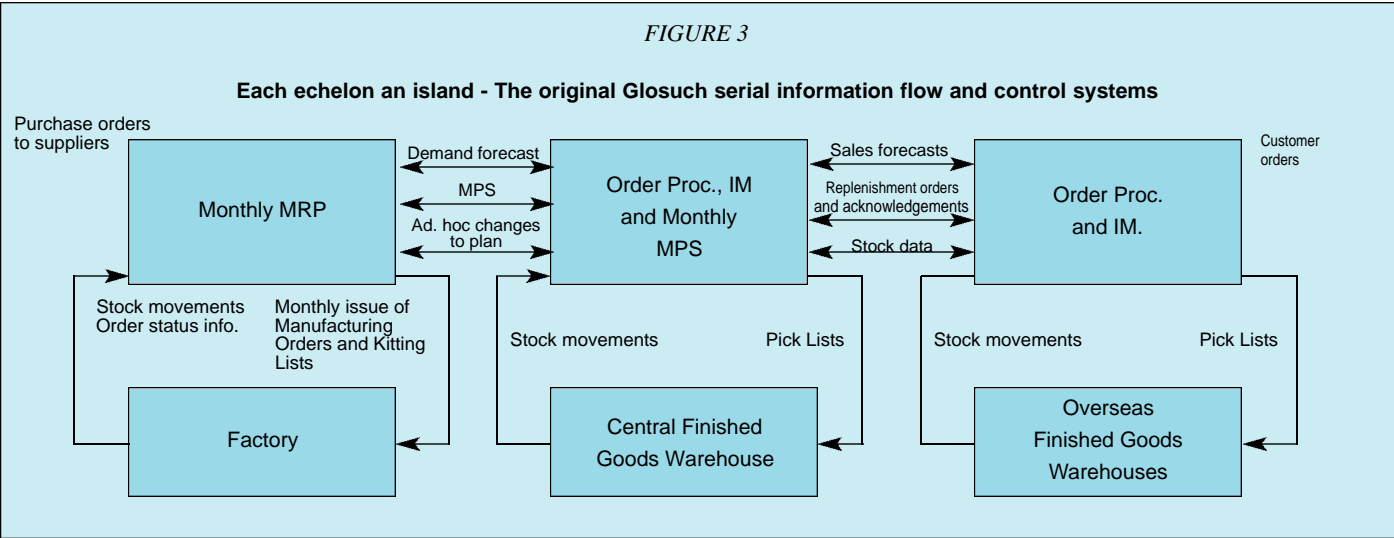 FIGURE 3
Each echelon an island - The original Glosuch serial information flow and control systems
Purchase orders
to suppliers
Monthly MRP
Demand forecast
MPS
Ad. hoc changes
to plan
Order Proc., IM
and Monthly
MPS
Sales forecasts
Replenishment orders
and acknowledgements
Stock data
Order Proc.
and IM.
Customer
orders
Stock movements
Order status info.
Monthly issue of
Manufacturing
Orders and Kitting
Lists
Stock movements
Pick Lists
Stock movements
Pick Lists
Factory
Central Finished
Goods Warehouse
Overseas
Finished Goods
Warehouses